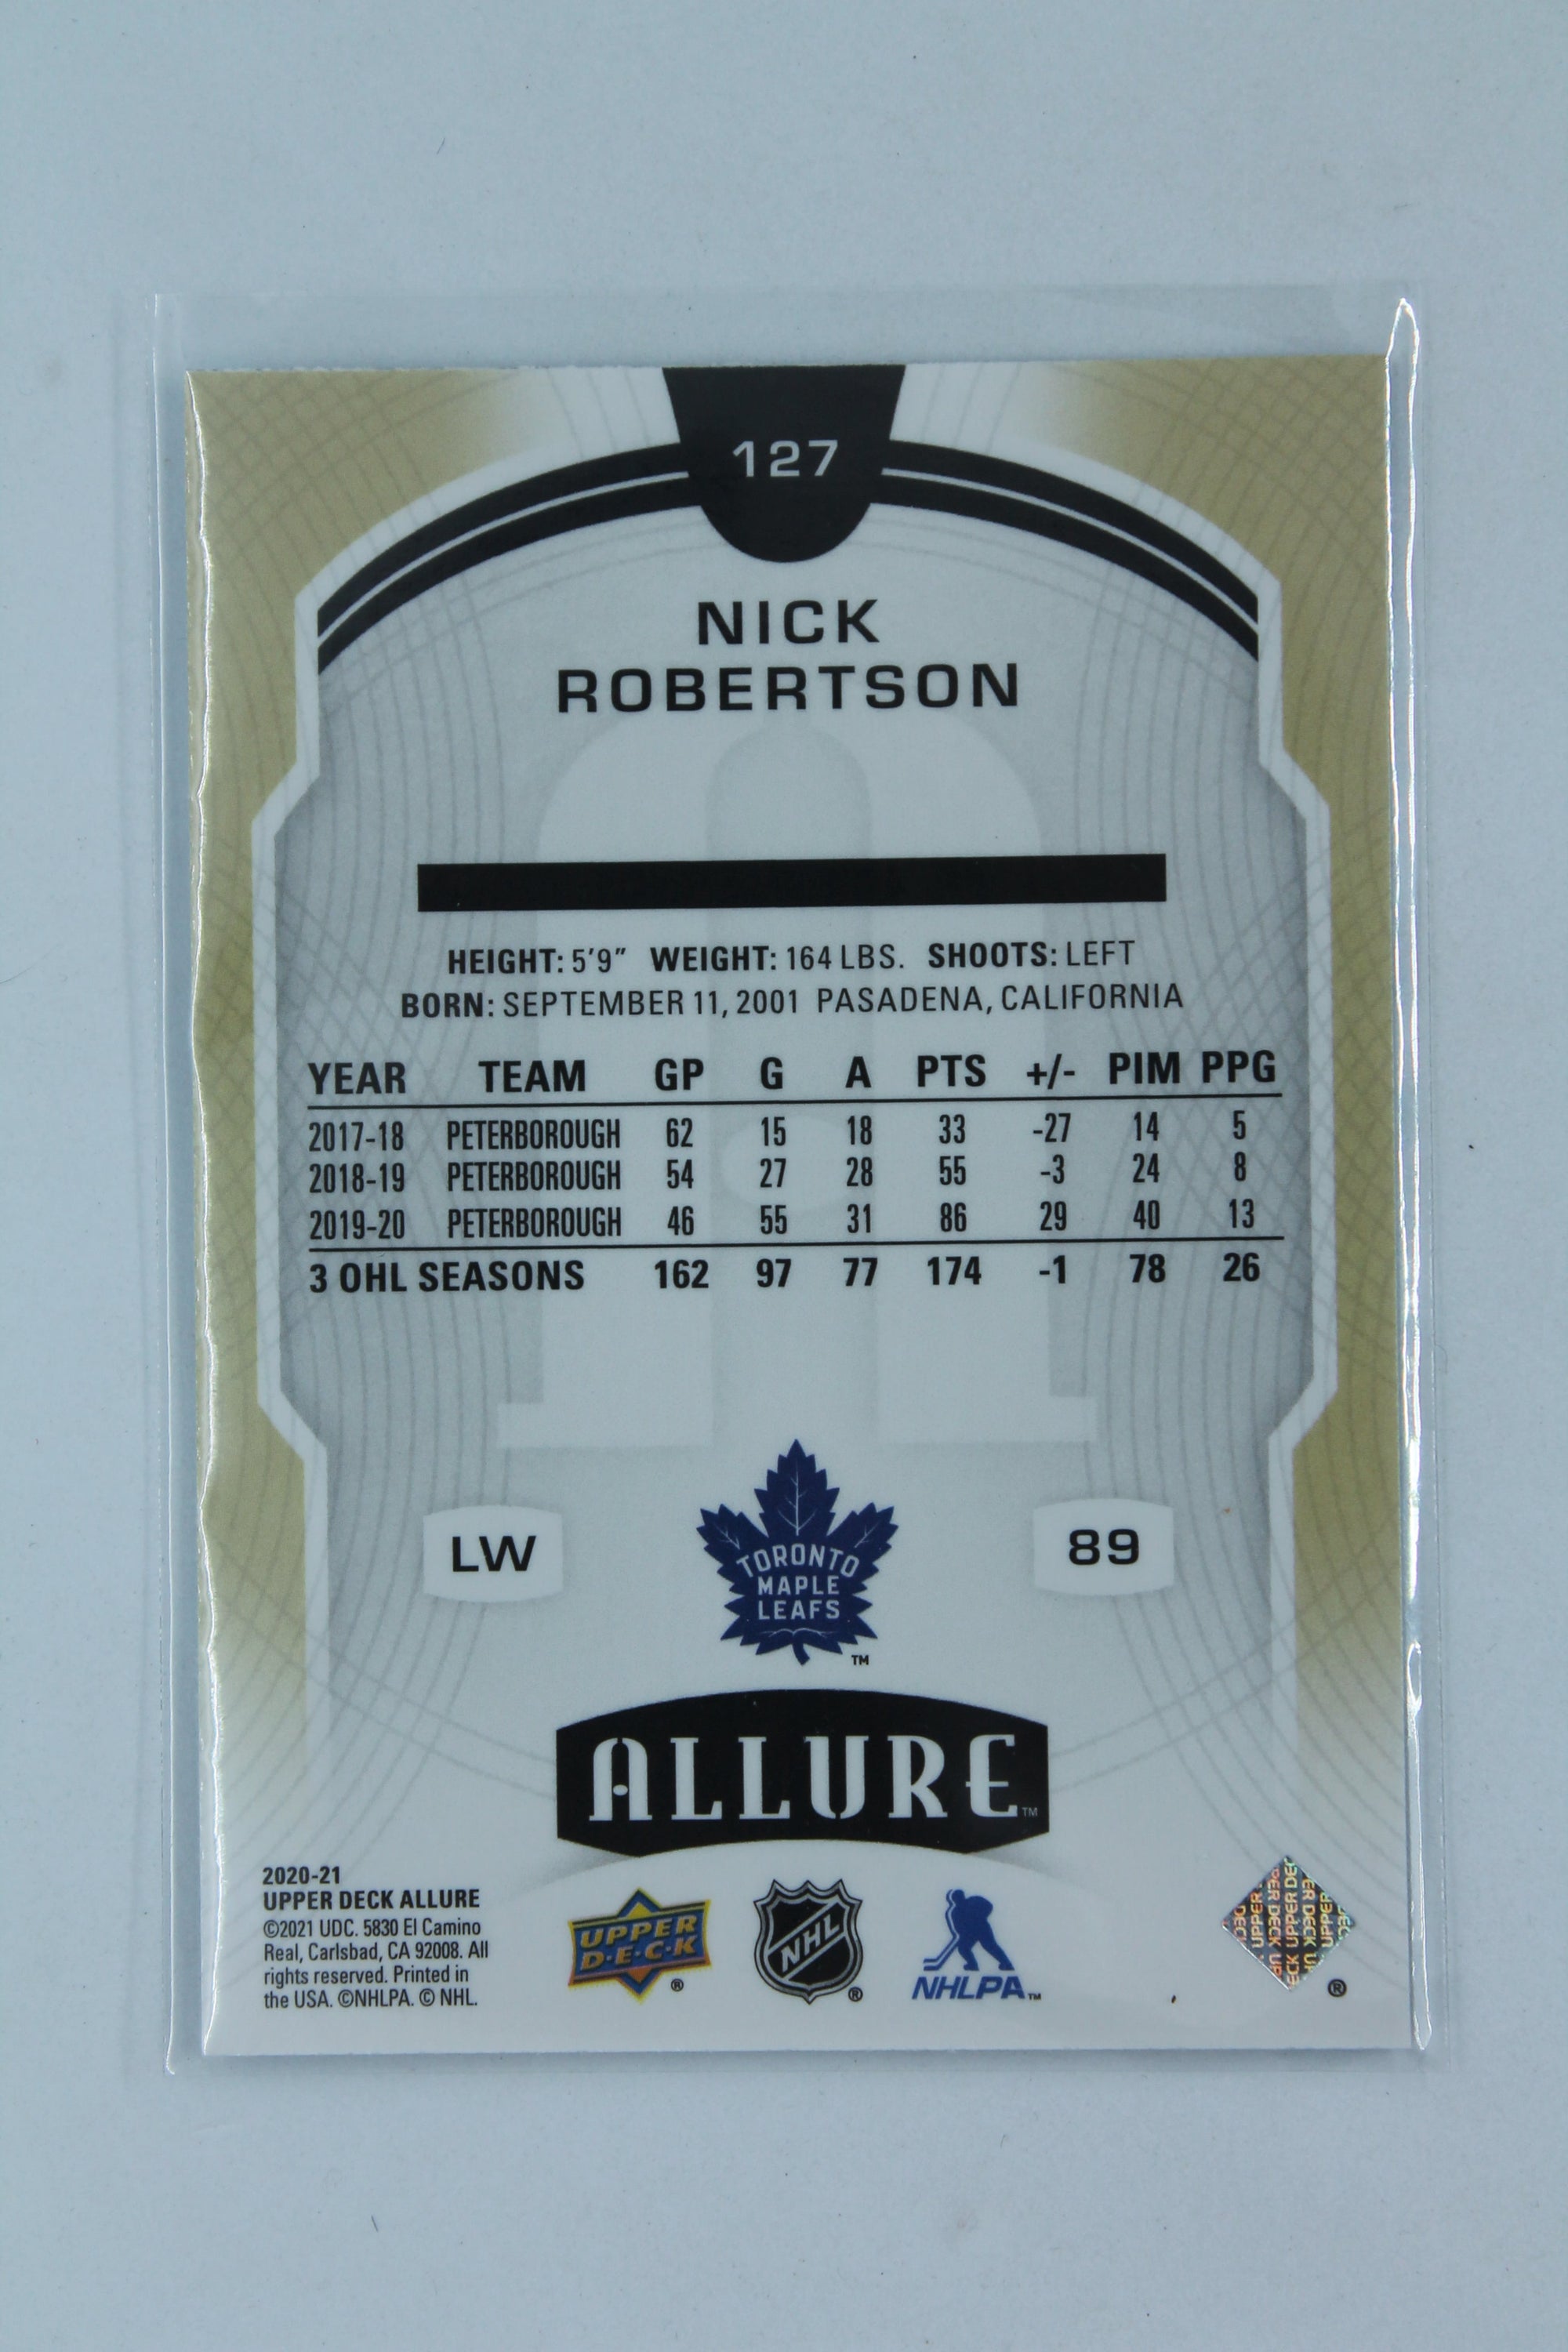 127
NICK
ROBERTSON
HEIGHT: 5'9" WEIGHT: 164 LBS. SHOOTS: LEFT
BORN: SEPTEMBER 11, 2001 PASADENA, CALIFORNIA
YEAR TEAM GP G A PTS +/- PIM PPG
2017-18 PETERBOROUGH 62 15 18 33 -27 14 5
2018-19 PETERBOROUGH 54 27 28 55 -3 24 8
2019-20 PETERBOROUGH 46 55 31 86 29 40 13
3 OHL SEASONS 162 97 77 174 -1 78 26
LW
TORONTO
MAPLE
LEAFS
™
89
ALLURE™
2020-21
UPPER DECK ALLURE
©2021 UDC. 5830 El Camino
Real, Carlsbad, CA 92008. All
rights reserved. Printed in
the USA. ©NHLPA. © NHL.
UPPER
D•E•C•K
®
NHL
®
NHLPA™
UPPER DECK
®